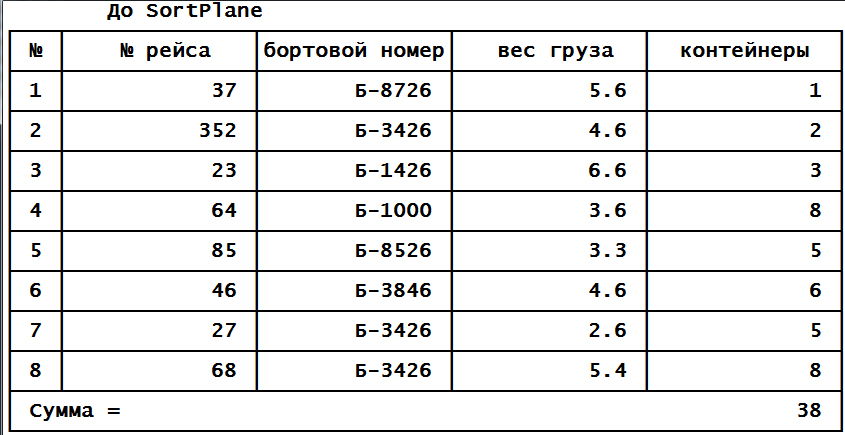 До SortPlane
№ № рейса бортовой номер вес груза контейнеры
1 37 Б-8726 5.6 1
2 352 Б-3426 4.6 2
3 23 Б-1426 6.6 3
4 64 Б-1000 3.6 8
5 85 Б-8526 3.3 5
6 46 Б-3846 4.6 6
7 27 Б-3426 2.6 5
8 68 Б-3426 5.4 8
Сумма = 38